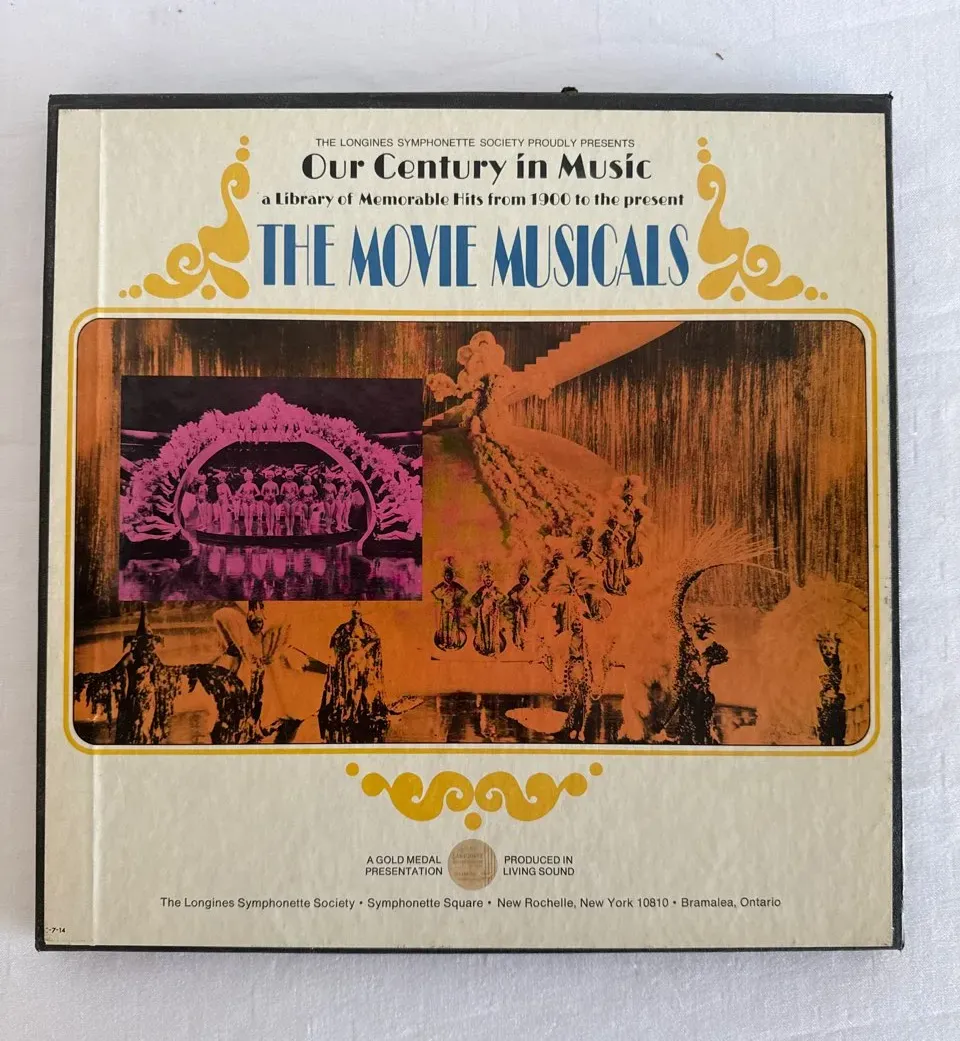 THE LONGINES SYMPHONETTE SOCIETY PROUDLY PRESENTS
Our Century in Music
a Library of Memorable Hits from 1900 to the present
THE MOVIE MUSICALS
A GOLD MEDAL
PRESENTATION
PRODUCED IN
LIVING SOUND
The Longines Symphonette Society • Symphonette Square • New Rochelle, New York 10810 • Bramalea, Ontario
-7-14